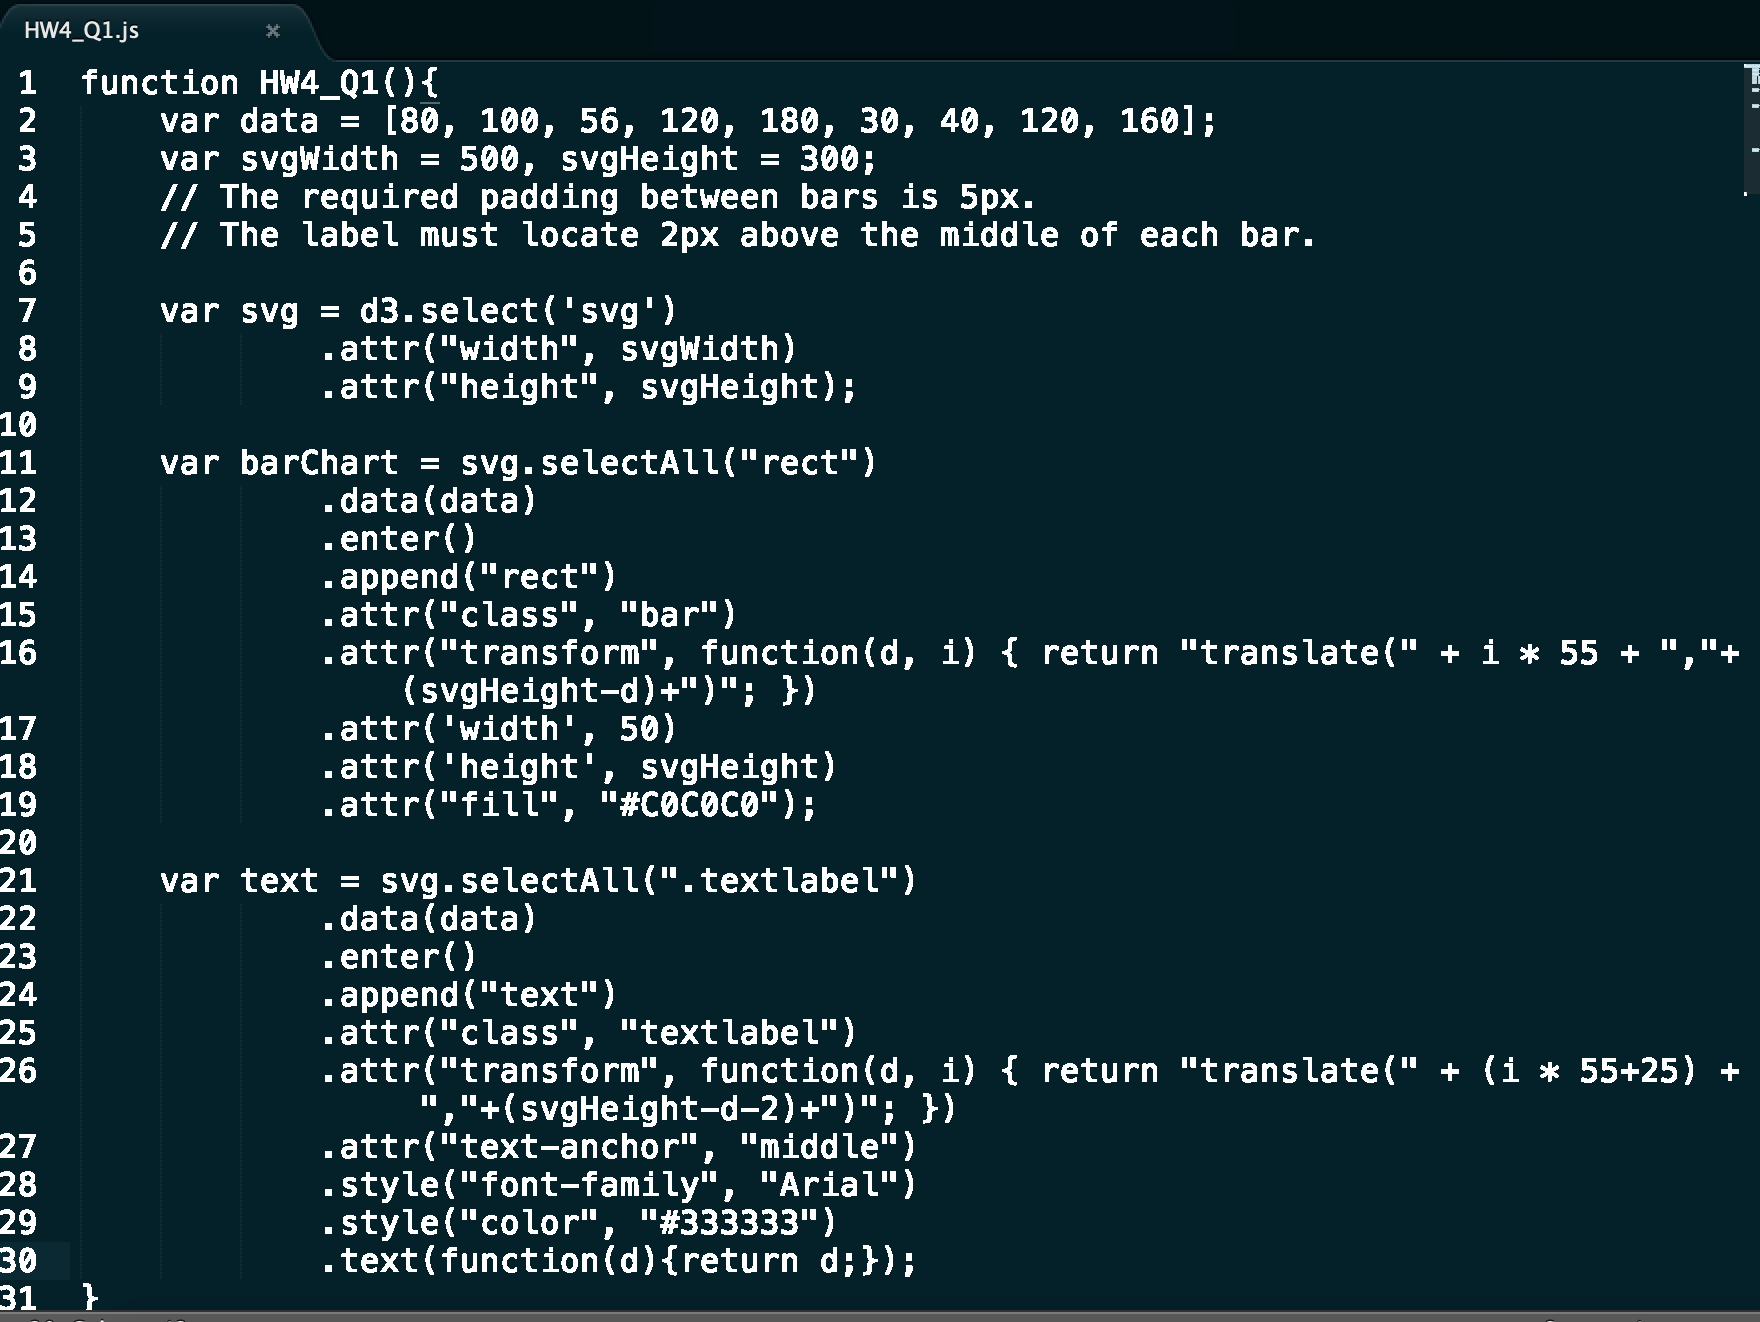 HW4_Q1.js ×
1 function HW4_Q1(){
2 var data = [80, 100, 56, 120, 180, 30, 40, 120, 160];
3 var svgWidth = 500, svgHeight = 300;
4 // The required padding between bars is 5px.
5 // The label must locate 2px above the middle of each bar.
6
7 var svg = d3.select('svg')
8 .attr("width", svgWidth)
9 .attr("height", svgHeight);
10
11 var barChart = svg.selectAll("rect")
12 .data(data)
13 .enter()
14 .append("rect")
15 .attr("class", "bar")
16 .attr("transform", function(d, i) { return "translate(" + i * 55 + ","+
(svgHeight-d)+")"; })
17 .attr('width', 50)
18 .attr('height', svgHeight)
19 .attr("fill", "#C0C0C0");
20
21 var text = svg.selectAll(".textlabel")
22 .data(data)
23 .enter()
24 .append("text")
25 .attr("class", "textlabel")
26 .attr("transform", function(d, i) { return "translate(" + (i * 55+25) +
","+(svgHeight-d-2)+")"; })
27 .attr("text-anchor", "middle")
28 .style("font-family", "Arial")
29 .style("color", "#333333")
30 .text(function(d){return d;});
31 }